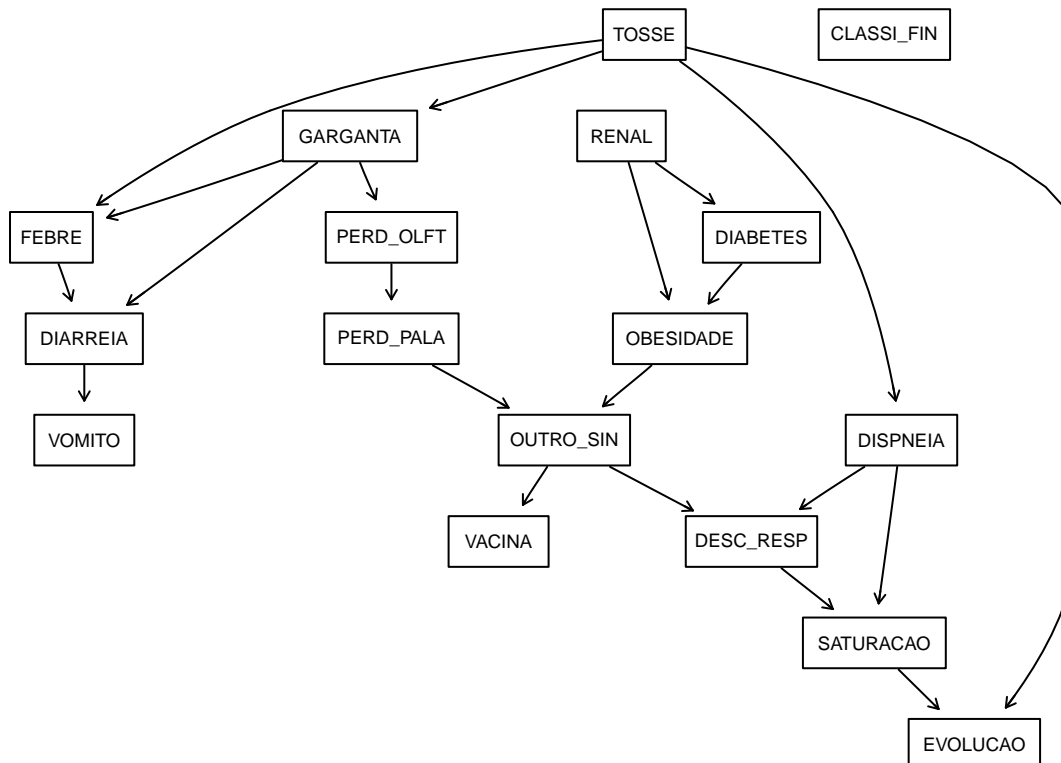 TOSSE
CLASSI_FIN
GARGANTA
RENAL
FEBRE
PERD_OLFT
DIABETES
DIARREIA
PERD_PALA
OBESIDADE
VOMITO
OUTRO_SIN
DISPNEIA
VACINA
DESC_RESP
SATURACAO
EVOLUCAO